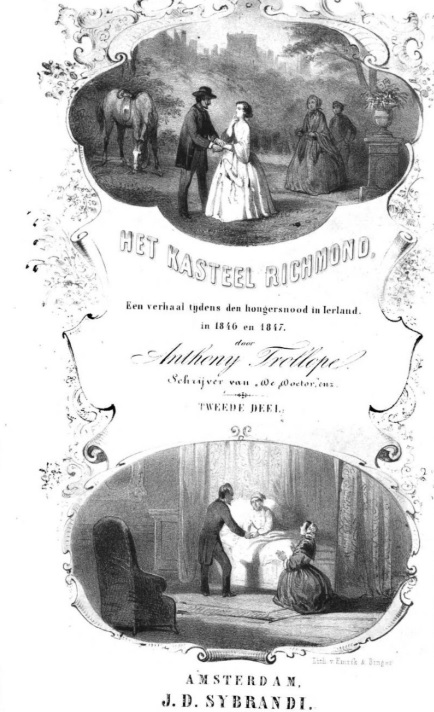 HET KASTEEL RICHMOND,
Een verhaal tydens den hongersnood in Ierland.
in 1846 en 1847.
door
Anthony Trollope
Schrijver van „de Doctor, enz.
TWEEDE DEEL.
Lith. v. Emrik & Binger
AMSTERDAM,
J. D. SYBRANDI.